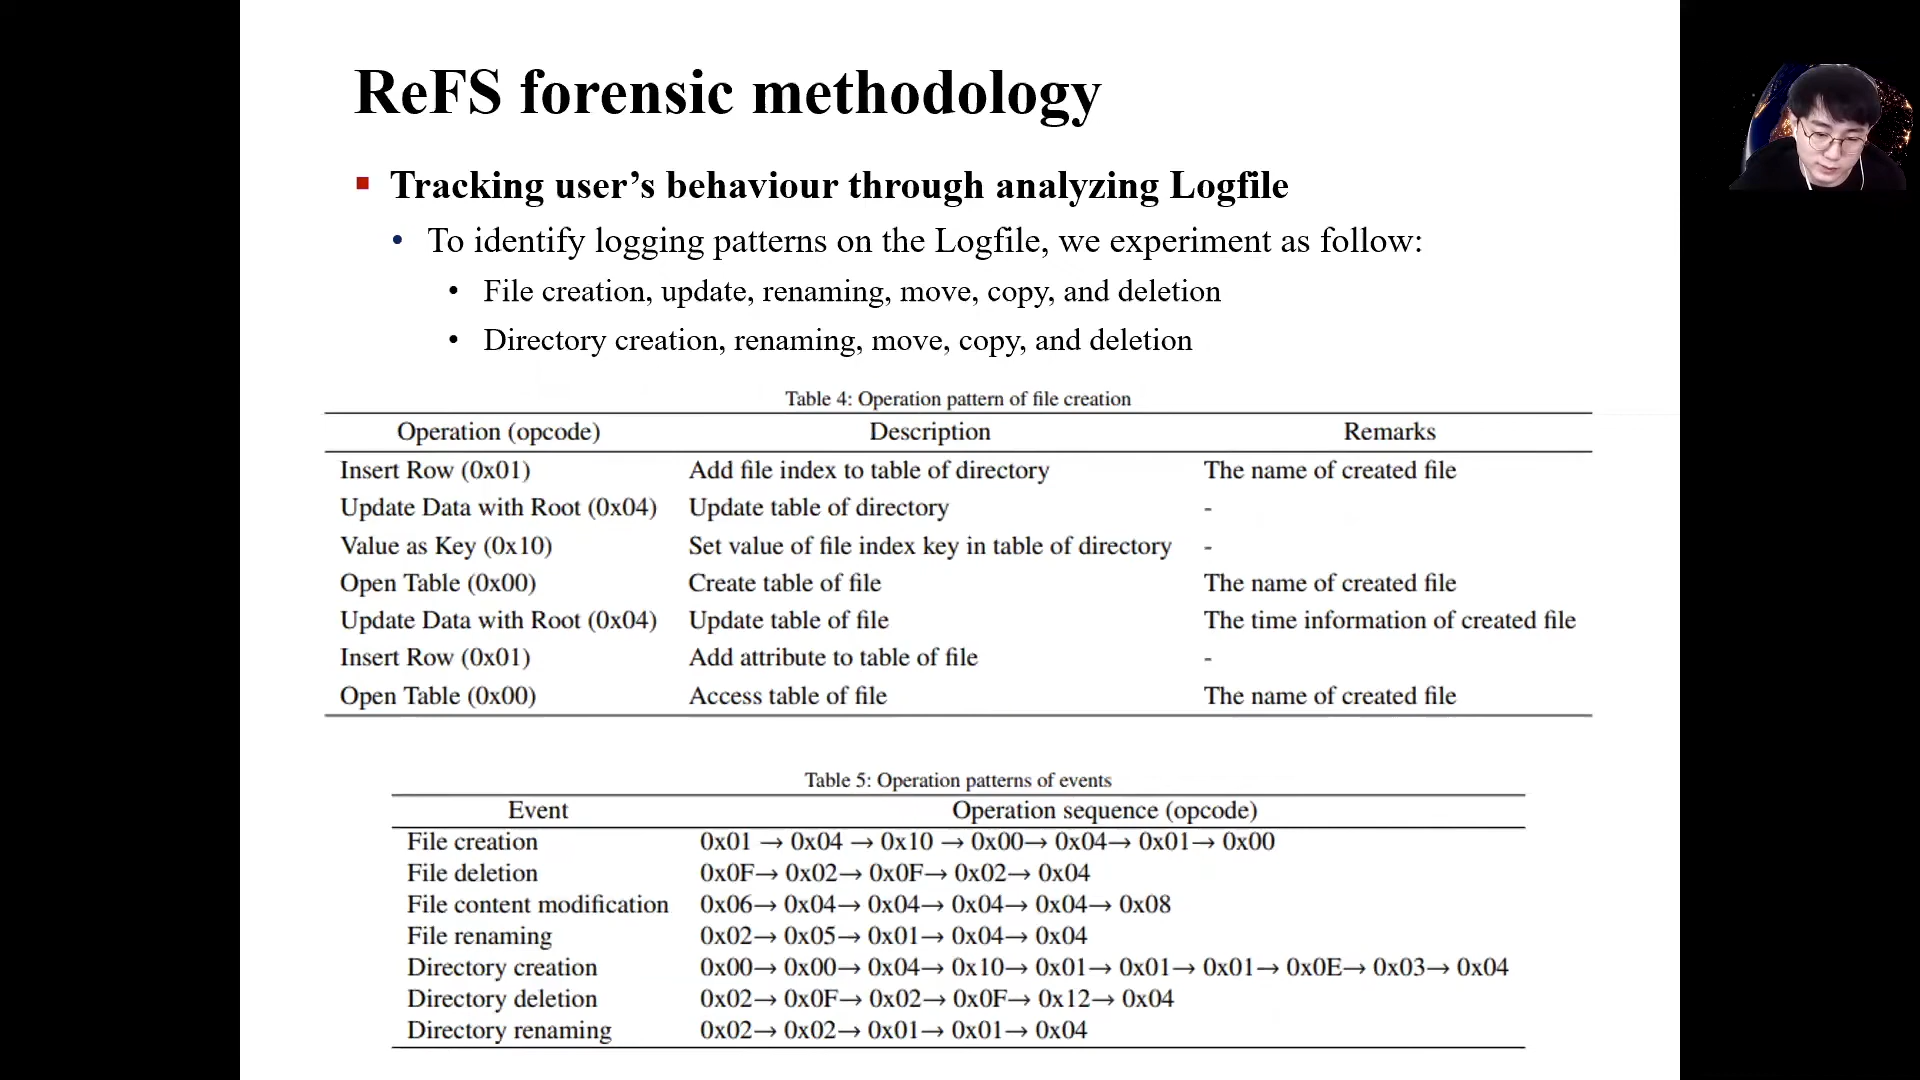 ReFS forensic methodology
▪ Tracking user’s behaviour through analyzing Logfile
• To identify logging patterns on the Logfile, we experiment as follow:
• File creation, update, renaming, move, copy, and deletion
• Directory creation, renaming, move, copy, and deletion
Table 4: Operation pattern of file creation
Operation (opcode) Description Remarks
Insert Row (0x01) Add file index to table of directory The name of created file
Update Data with Root (0x04) Update table of directory -
Value as Key (0x10) Set value of file index key in table of directory -
Open Table (0x00) Create table of file The name of created file
Update Data with Root (0x04) Update table of file The time information of created file
Insert Row (0x01) Add attribute to table of file -
Open Table (0x00) Access table of file The name of created file
Table 5: Operation patterns of events
Event Operation sequence (opcode)
File creation 0x01 → 0x04 → 0x10 → 0x00→ 0x04→ 0x01→ 0x00
File deletion 0x0F→ 0x02→ 0x0F→ 0x02→ 0x04
File content modification 0x06→ 0x04→ 0x04→ 0x04→ 0x04→ 0x08
File renaming 0x02→ 0x05→ 0x01→ 0x04→ 0x04
Directory creation 0x00→ 0x00→ 0x04→ 0x10→ 0x01→ 0x01→ 0x01→ 0x0E→ 0x03→ 0x04
Directory deletion 0x02→ 0x0F→ 0x02→ 0x0F→ 0x12→ 0x04
Directory renaming 0x02→ 0x02→ 0x01→ 0x01→ 0x04